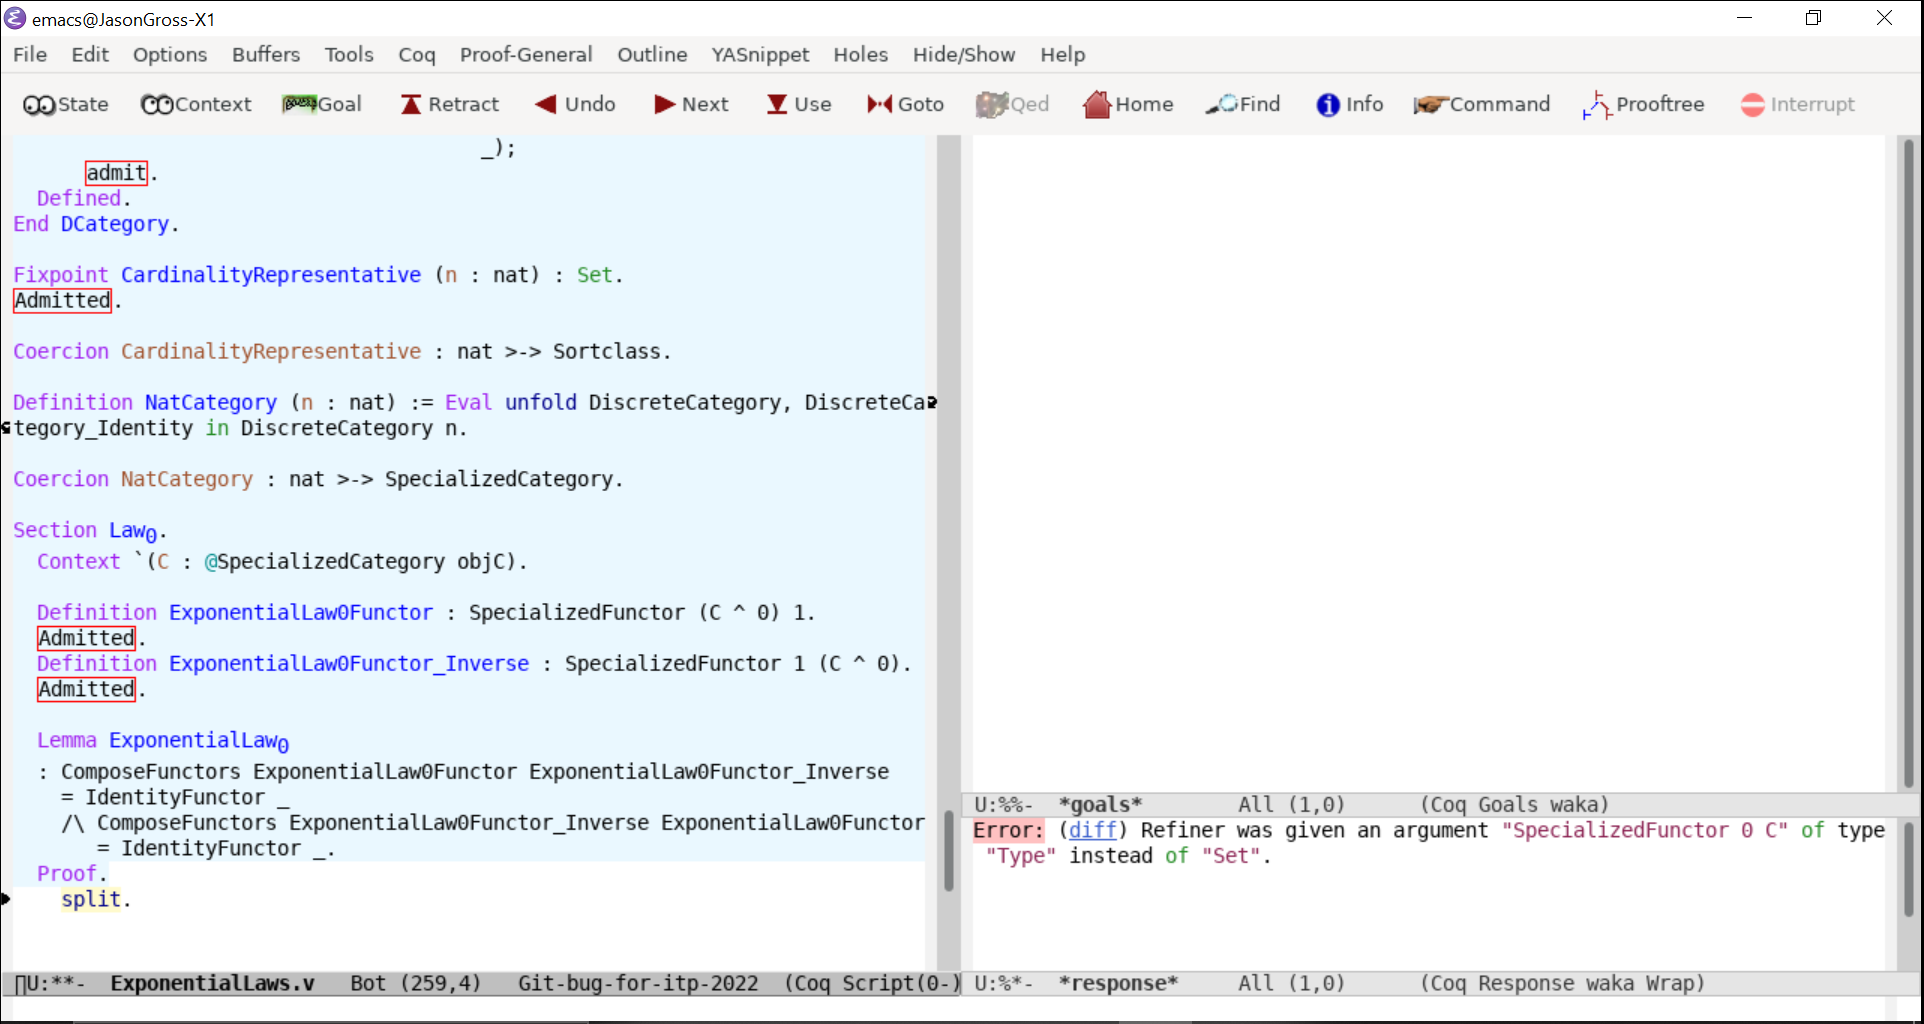 emacs@JasonGross-X1
File Edit Options Buffers Tools Coq Proof-General Outline YASnippet Holes Hide/Show Help
State Context Goal Retract Undo Next Use Goto Qed Home Find Info Command Prooftree Interrupt
_);
admit.
Defined.
End DCategory.
Fixpoint CardinalityRepresentative (n : nat) : Set.
Admitted.
Coercion CardinalityRepresentative : nat >-> Sortclass.
Definition NatCategory (n : nat) := Eval unfold DiscreteCategory, DiscreteCa
tegory_Identity in DiscreteCategory n.
Coercion NatCategory : nat >-> SpecializedCategory.
Section Law₀.
Context `(C : @SpecializedCategory objC).
Definition ExponentialLaw0Functor : SpecializedFunctor (C ^ 0) 1.
Admitted.
Definition ExponentialLaw0Functor_Inverse : SpecializedFunctor 1 (C ^ 0).
Admitted.
Lemma ExponentialLaw₀
: ComposeFunctors ExponentialLaw0Functor ExponentialLaw0Functor_Inverse
= IdentityFunctor _
/\ ComposeFunctors ExponentialLaw0Functor_Inverse ExponentialLaw0Functor
= IdentityFunctor _.
Proof.
split.
U:**- ExponentialLaws.v Bot (259,4) Git-bug-for-itp-2022 (Coq Script(0-)
U:%%- *goals* All (1,0) (Coq Goals waka)
Error: (diff) Refiner was given an argument "SpecializedFunctor 0 C" of type
"Type" instead of "Set".
U:%*- *response* All (1,0) (Coq Response waka Wrap)